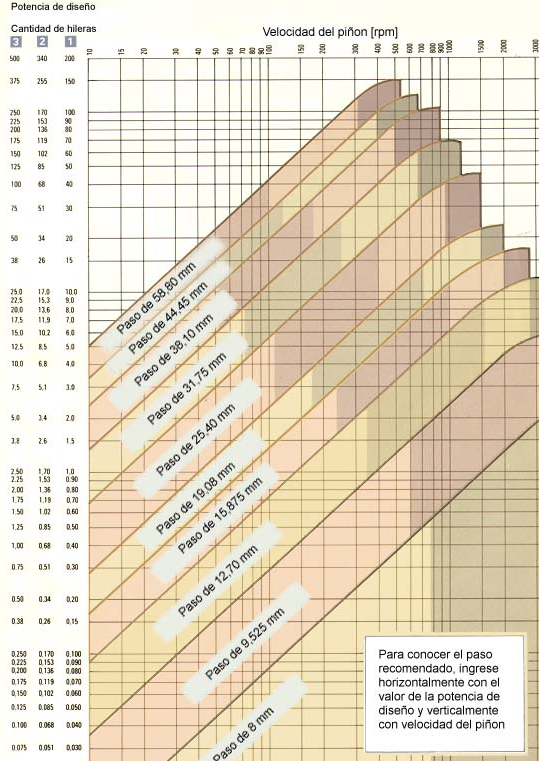 Potencia de diseño
Cantidad de hileras
Velocidad del piñon [rpm]
3 2 1
10 15 20 30 40 50 60 70 80 90 100 150 200 300 400 500 600 700 800 900 1000 1500 2000 3000
500 340 200
375 255 150
250 170 100
225 153 90
200 136 80
175 119 70
150 102 60
125 85 50
100 68 40
75 51 30
50 34 20
38 26 15
25.0 17.0 10.0
22.5 15.3 9.0
20.0 13.6 8.0
17.5 11.9 7.0
15.0 10.2 6.0
12.5 8.5 5.0
10.0 6.8 4.0
7.5 5.1 3.0
5.0 3.4 2.0
3.8 2.6 1.5
2.50 1.70 1.0
2.25 1.53 0.90
2.00 1.36 0.80
1.75 1.19 0.70
1.50 1.02 0.60
1.25 0.85 0.50
1.00 0.68 0.40
0.75 0.51 0.30
0.50 0.34 0.20
0.38 0.26 0,15
0.250 0.170 0,100
0.225 0.153 0.090
0.200 0.136 0.080
0.175 0.119 0.070
0.150 0,102 0.060
0.125 0.085 0.050
0.100 0.068 0.040
0.075 0.051 0.030
Paso de 58,80 mm
Paso de 44,45 mm
Paso de 38,10 mm
Paso de 31,75 mm
Paso de 25,40 mm
Paso de 19,08 mm
Paso de 15,875 mm
Paso de 12,70 mm
Paso de 9,525 mm
Paso de 8 mm
Para conocer el paso
recomendado, ingrese
horizontalmente con el
valor de la potencia de
diseño y verticalmente
con velocidad del piñon